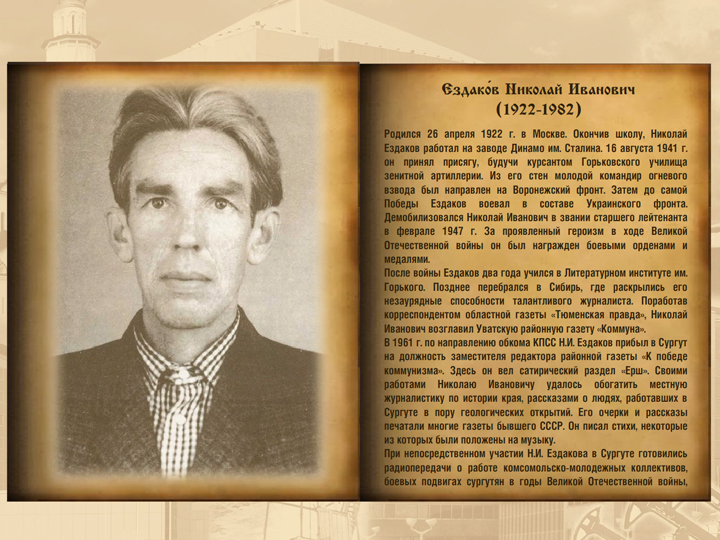 Ездако́в Николай Иванович
(1922-1982)
Родился 26 апреля 1922 г. в Москве. Окончив школу, Николай
Ездаков работал на заводе Динамо им. Сталина. 16 августа 1941 г.
он принял присягу, будучи курсантом Горьковского училища
зенитной артиллерии. Из его стен молодой командир огневого
взвода был направлен на Воронежский фронт. Затем до самой
Победы Ездаков воевал в составе Украинского фронта.
Демобилизовался Николай Иванович в звании старшего лейтенанта
в феврале 1947 г. За проявленный героизм в ходе Великой
Отечественной войны он был награжден боевыми орденами и
медалями.
После войны Ездаков два года учился в Литературном институте им.
Горького. Позднее перебрался в Сибирь, где раскрылись его
незаурядные способности талантливого журналиста. Поработав
корреспондентом областной газеты «Тюменская правда», Николай
Иванович возглавил Уватскую районную газету «Коммуна».
В 1961 г. по направлению обкома КПСС Н.И. Ездаков прибыл в Сургут
на должность заместителя редактора районной газеты «К победе
коммунизма». Здесь он вел сатирический раздел «Ерш». Своими
работами Николаю Ивановичу удалось обогатить местную
журналистику по истории края, рассказами о людях, работавших в
Сургуте в пору геологических открытий. Его очерки и рассказы
печатали многие газеты бывшего СССР. Он писал стихи, некоторые
из которых были положены на музыку.
При непосредственном участии Н.И. Ездакова в Сургуте готовились
радиопередачи о работе комсомольско-молодежных коллективов,
боевых подвигах сургутян в годы Великой Отечественной войны,